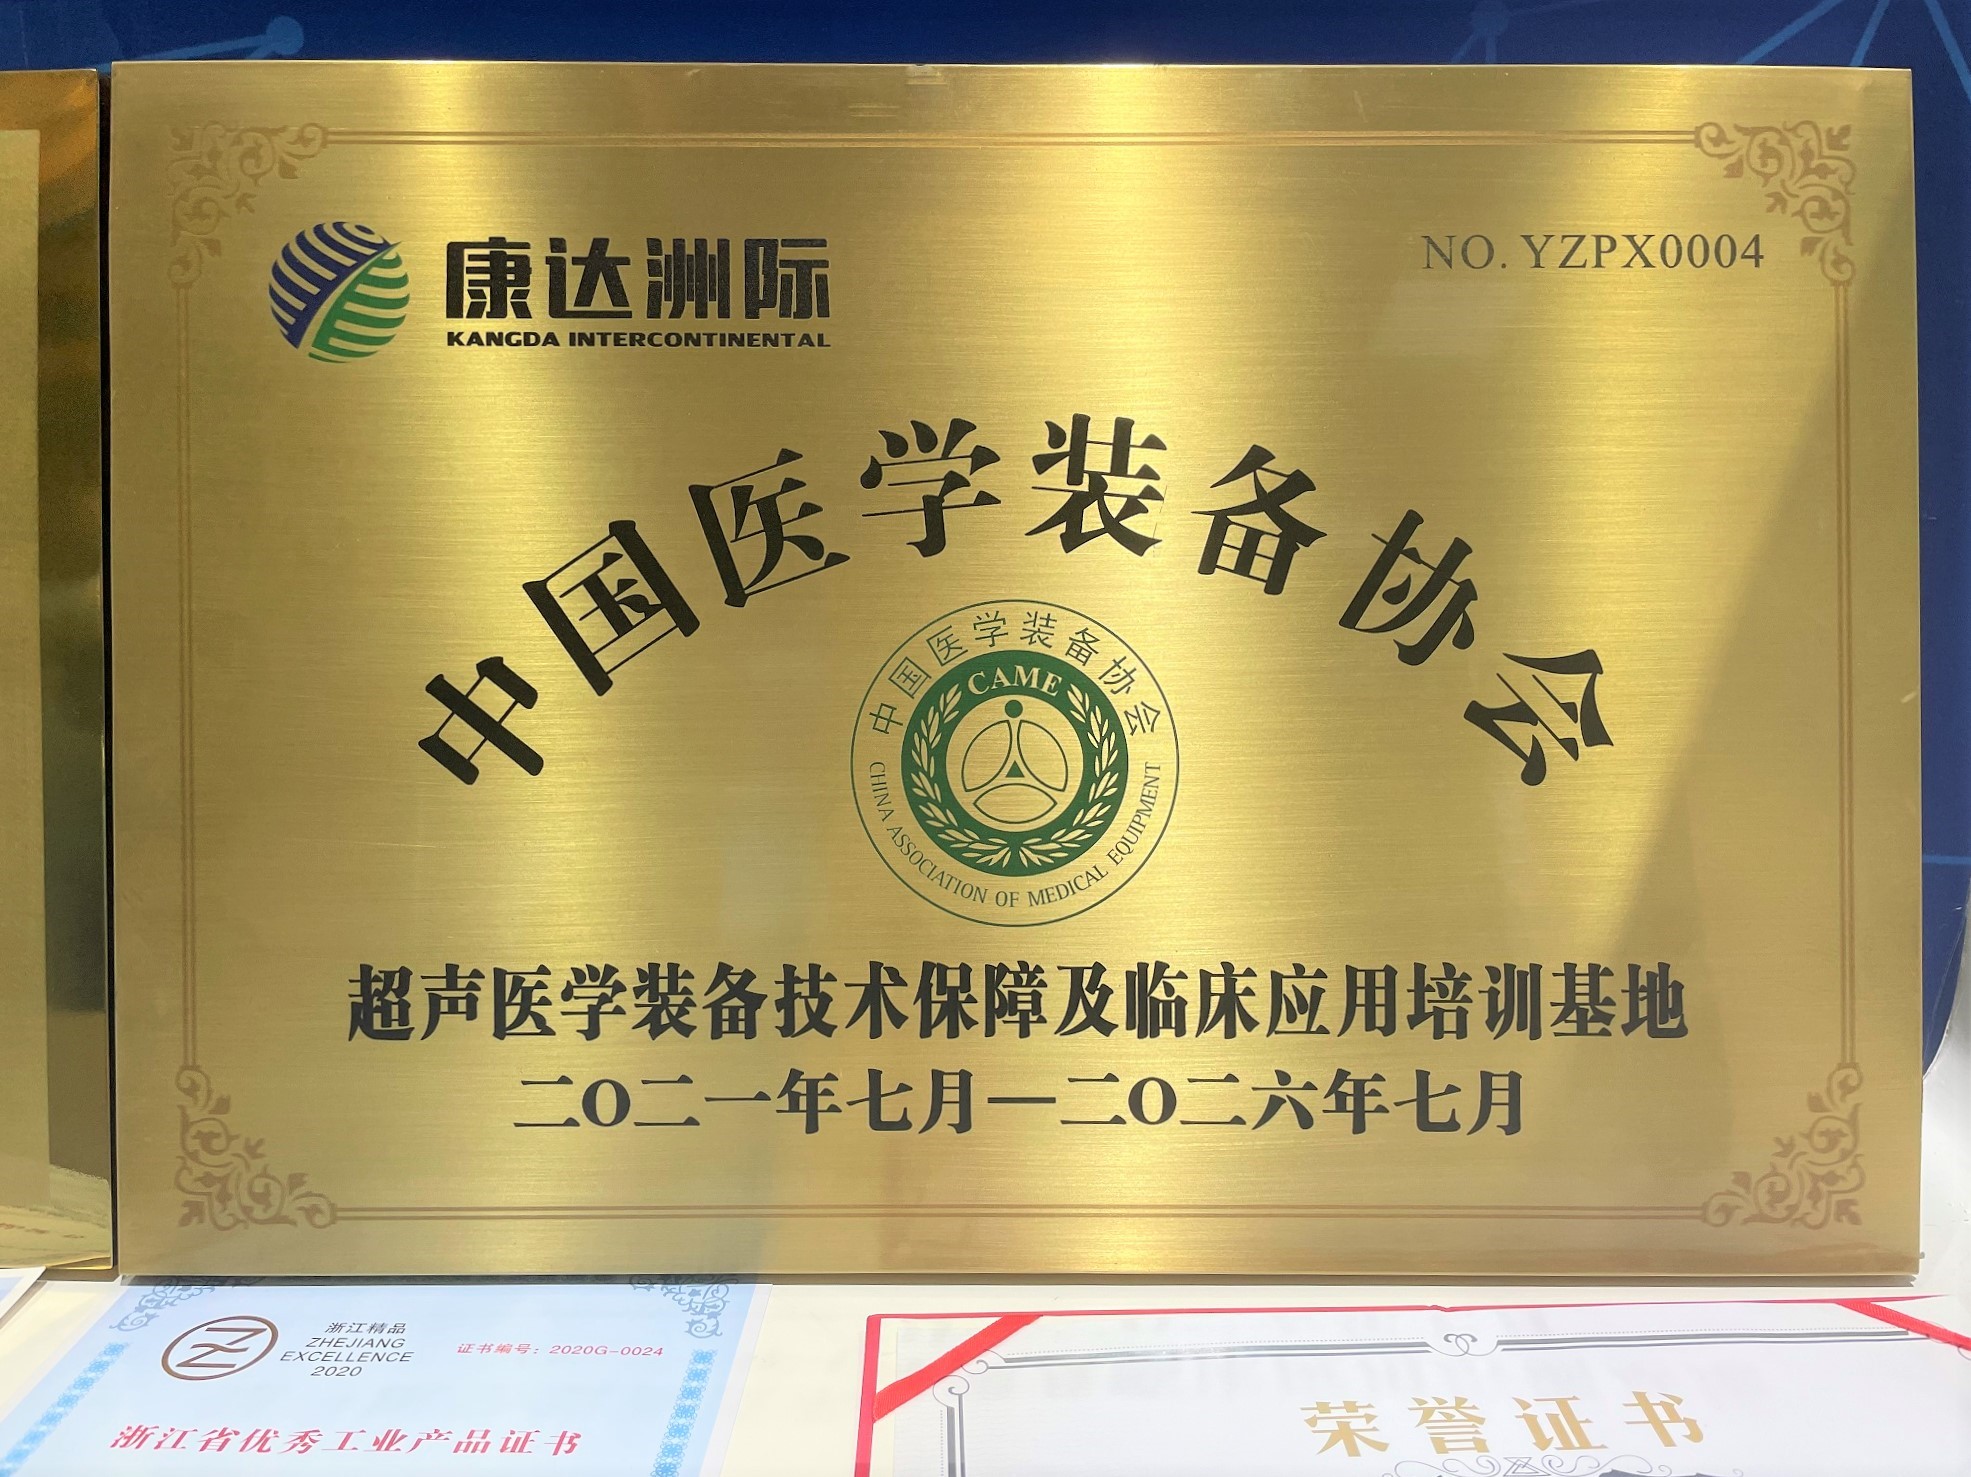 康达洲际
KANGDA INTERCONTINENTAL
NO. YZPX0004
中国医学装备协会
中国医学装备协会
CAME
CHINA ASSOCIATION OF MEDICAL EQUIPMENT
超声医学装备技术保障及临床应用培训基地
二O二一年七月—二O二六年七月
浙江精品
ZHEJIANG
EXCELLENCE
2020
证书编号：2020G-0024
浙江省优秀工业产品证书
荣誉证书